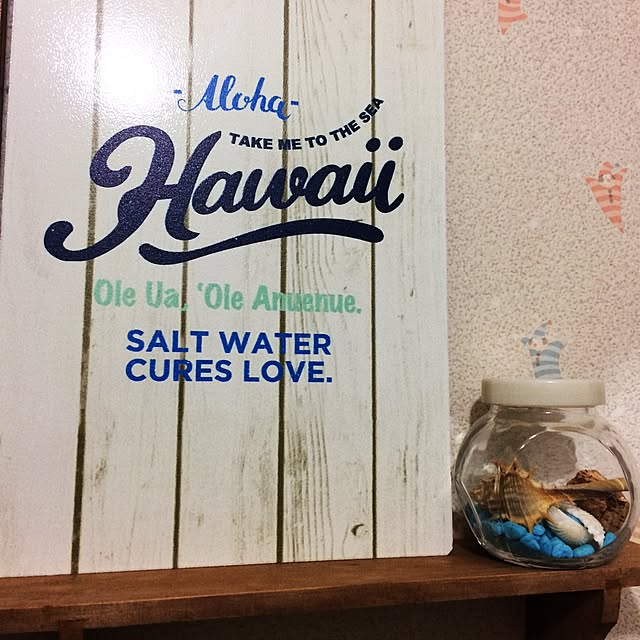 -Aloha-
TAKE ME TO THE SEA
Hawaii
Ole Ua, 'Ole Anuenue.
SALT WATER
CURES LOVE.